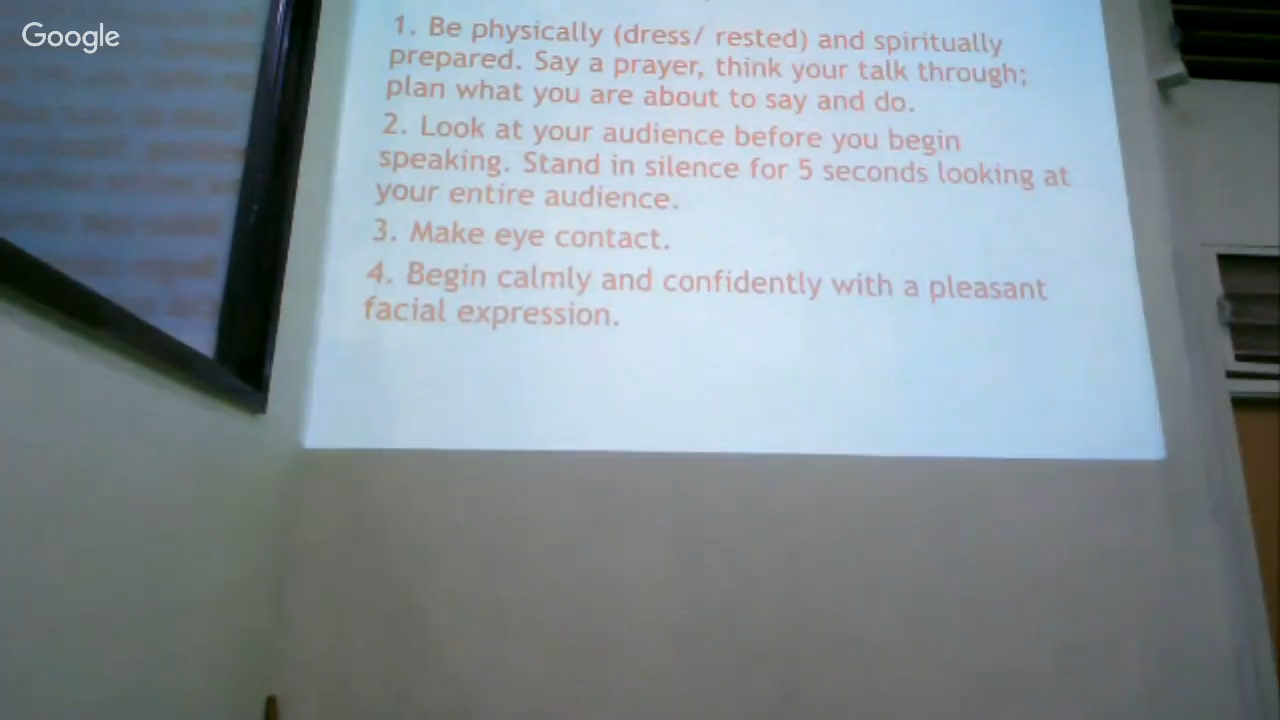 Google
1. Be physically (dress/ rested) and spiritually
prepared. Say a prayer, think your talk through;
plan what you are about to say and do.
2. Look at your audience before you begin
speaking. Stand in silence for 5 seconds looking at
your entire audience.
3. Make eye contact.
4. Begin calmly and confidently with a pleasant
facial expression.